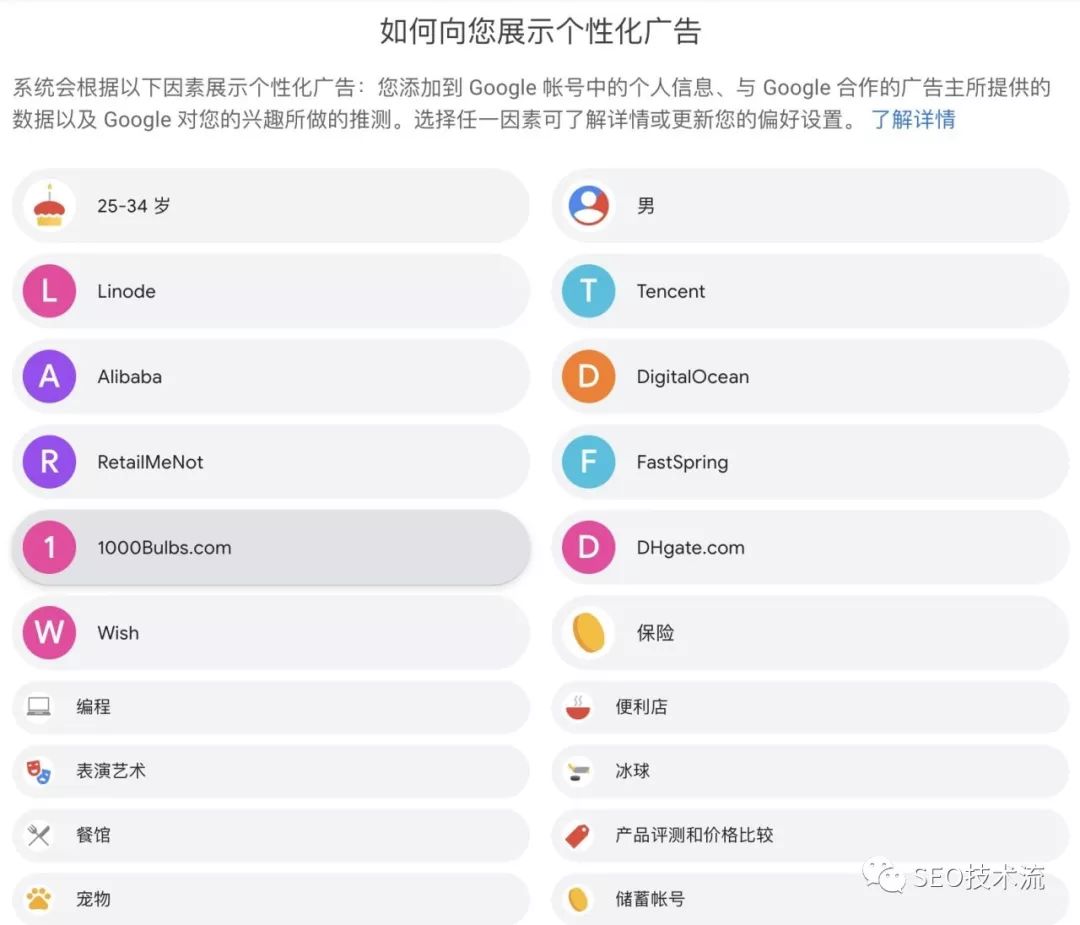 如何向您展示个性化广告
系统会根据以下因素展示个性化广告：您添加到 Google 帐号中的个人信息、与 Google 合作的广告主所提供的
数据以及 Google 对您的兴趣所做的推测。选择任一因素可了解详情或更新您的偏好设置。 了解详情
25-34 岁
男
L Linode
T Tencent
A Alibaba
D DigitalOcean
R RetailMeNot
F FastSpring
1 1000Bulbs.com
D DHgate.com
W Wish
保险
编程
便利店
表演艺术
冰球
餐馆
产品评测和价格比较
宠物
储蓄帐号
SEO技术流